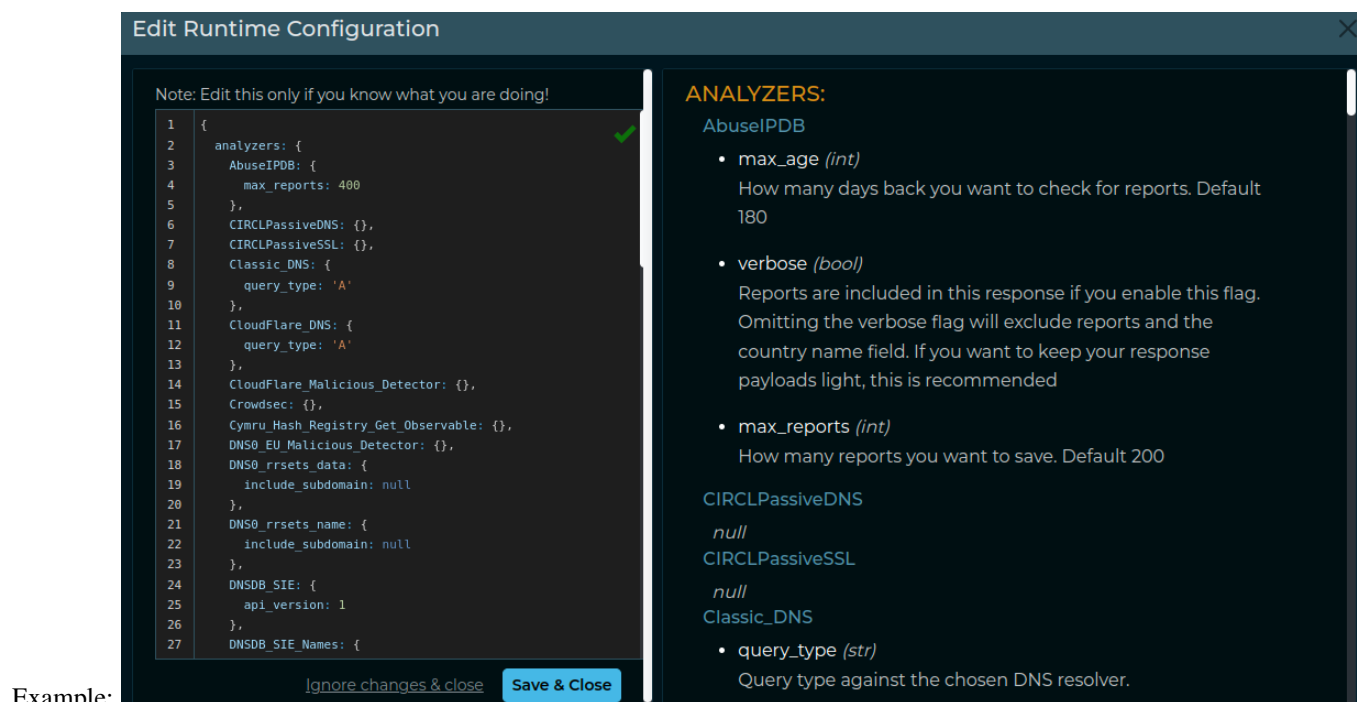 Edit Runtime Configuration
Note: Edit this only if you know what you are doing!
1 {
2 analyzers: {
3 AbuseIPDB: {
4 max_reports: 400
5 },
6 CIRCLPassiveDNS: {},
7 CIRCLPassiveSSL: {},
8 Classic_DNS: {
9 query_type: 'A'
10 },
11 CloudFlare_DNS: {
12 query_type: 'A'
13 },
14 CloudFlare_Malicious_Detector: {},
15 Crowdsec: {},
16 Cymru_Hash_Registry_Get_Observable: {},
17 DNS0_EU_Malicious_Detector: {},
18 DNS0_rrsets_data: {
19 include_subdomain: null
20 },
21 DNS0_rrsets_name: {
22 include_subdomain: null
23 },
24 DNSDB_SIE: {
25 api_version: 1
26 },
27 DNSDB_SIE_Names: {
Ignore changes & close
Save & Close
ANALYZERS:
AbuseIPDB
• max_age (int)
How many days back you want to check for reports. Default
180
• verbose (bool)
Reports are included in this response if you enable this flag.
Omitting the verbose flag will exclude reports and the
country name field. If you want to keep your response
payloads light, this is recommended
• max_reports (int)
How many reports you want to save. Default 200
CIRCLPassiveDNS
null
CIRCLPassiveSSL
null
Classic_DNS
• query_type (str)
Query type against the chosen DNS resolver.
Example: